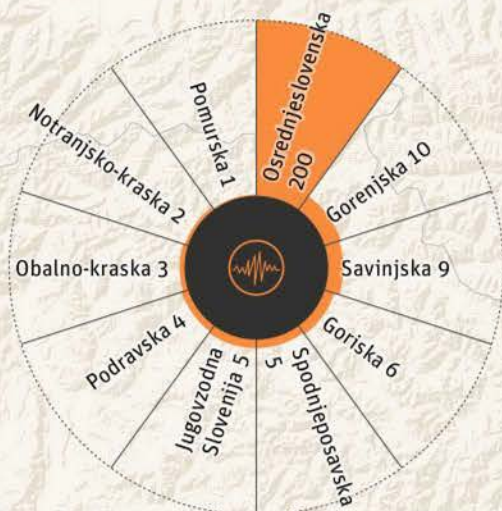 Osrednjeslovenska
200
Gorenjska 10
Savinjska 9
Goriska 6
Spodnjeposavska
5
Jugovzodna
Slovenija 5
Podravska 4
Obalno-kraska 3
Notranjsko-kraska 2
Pomurska 1